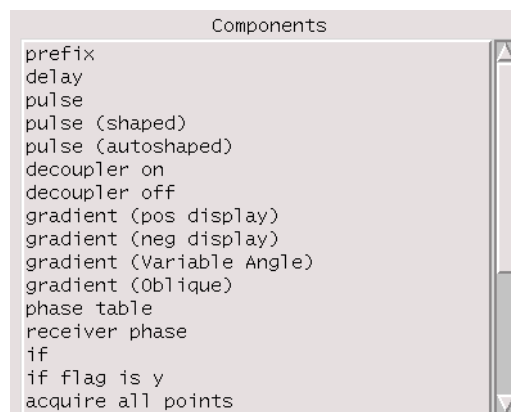 Components
prefix
delay
pulse
pulse (shaped)
pulse (autoshaped)
decoupler on
decoupler off
gradient (pos display)
gradient (neg display)
gradient (Variable Angle)
gradient (Oblique)
phase table
receiver phase
if
if flag is y
acquire all points